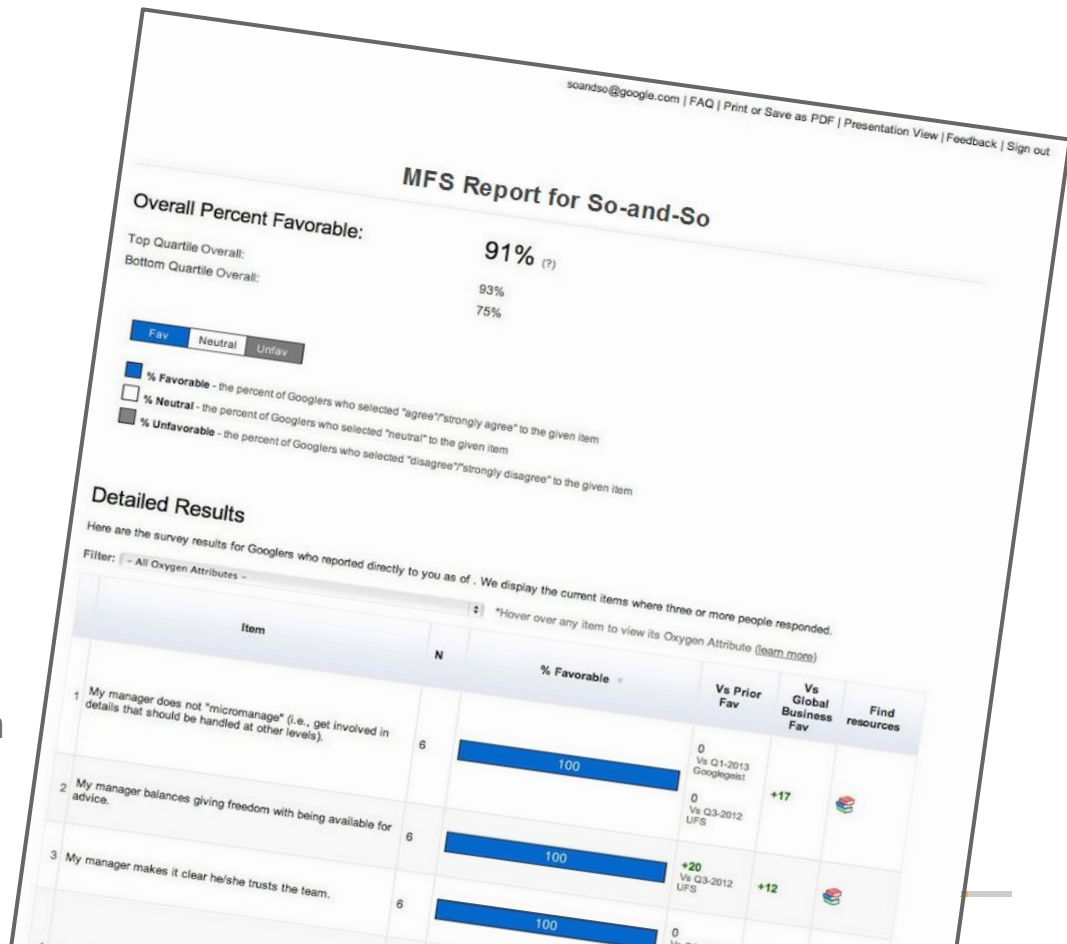 soandso@google.com | FAQ | Print or Save as PDF | Presentation View | Feedback | Sign out
MFS Report for So-and-So
Overall Percent Favorable:
91% (?)
Top Quartile Overall:
93%
Bottom Quartile Overall:
75%
Fav Neutral Unfav
% Favorable - the percent of Googlers who selected "agree"/"strongly agree" to the given item
% Neutral - the percent of Googlers who selected "neutral" to the given item
% Unfavorable - the percent of Googlers who selected "disagree"/"strongly disagree" to the given item
Detailed Results
Here are the survey results for Googlers who reported directly to you as of . We display the current items where three or more people responded.
Filter: - All Oxygen Attributes - *Hover over any item to view its Oxygen Attribute (learn more)
Item
N
% Favorable
Vs Prior
Fav
Vs
Global
Business
Fav
Find
resources
1 My manager does not "micromanage" (i.e., get involved in
details that should be handled at other levels).
6
100
0
Vs Q1-2013
Googlegeist
0
Vs Q3-2012
UFS
+17
2 My manager balances giving freedom with being available for
advice.
6
100
+20
Vs Q3-2012
UFS
+12
3 My manager makes it clear he/she trusts the team.
6
100
0